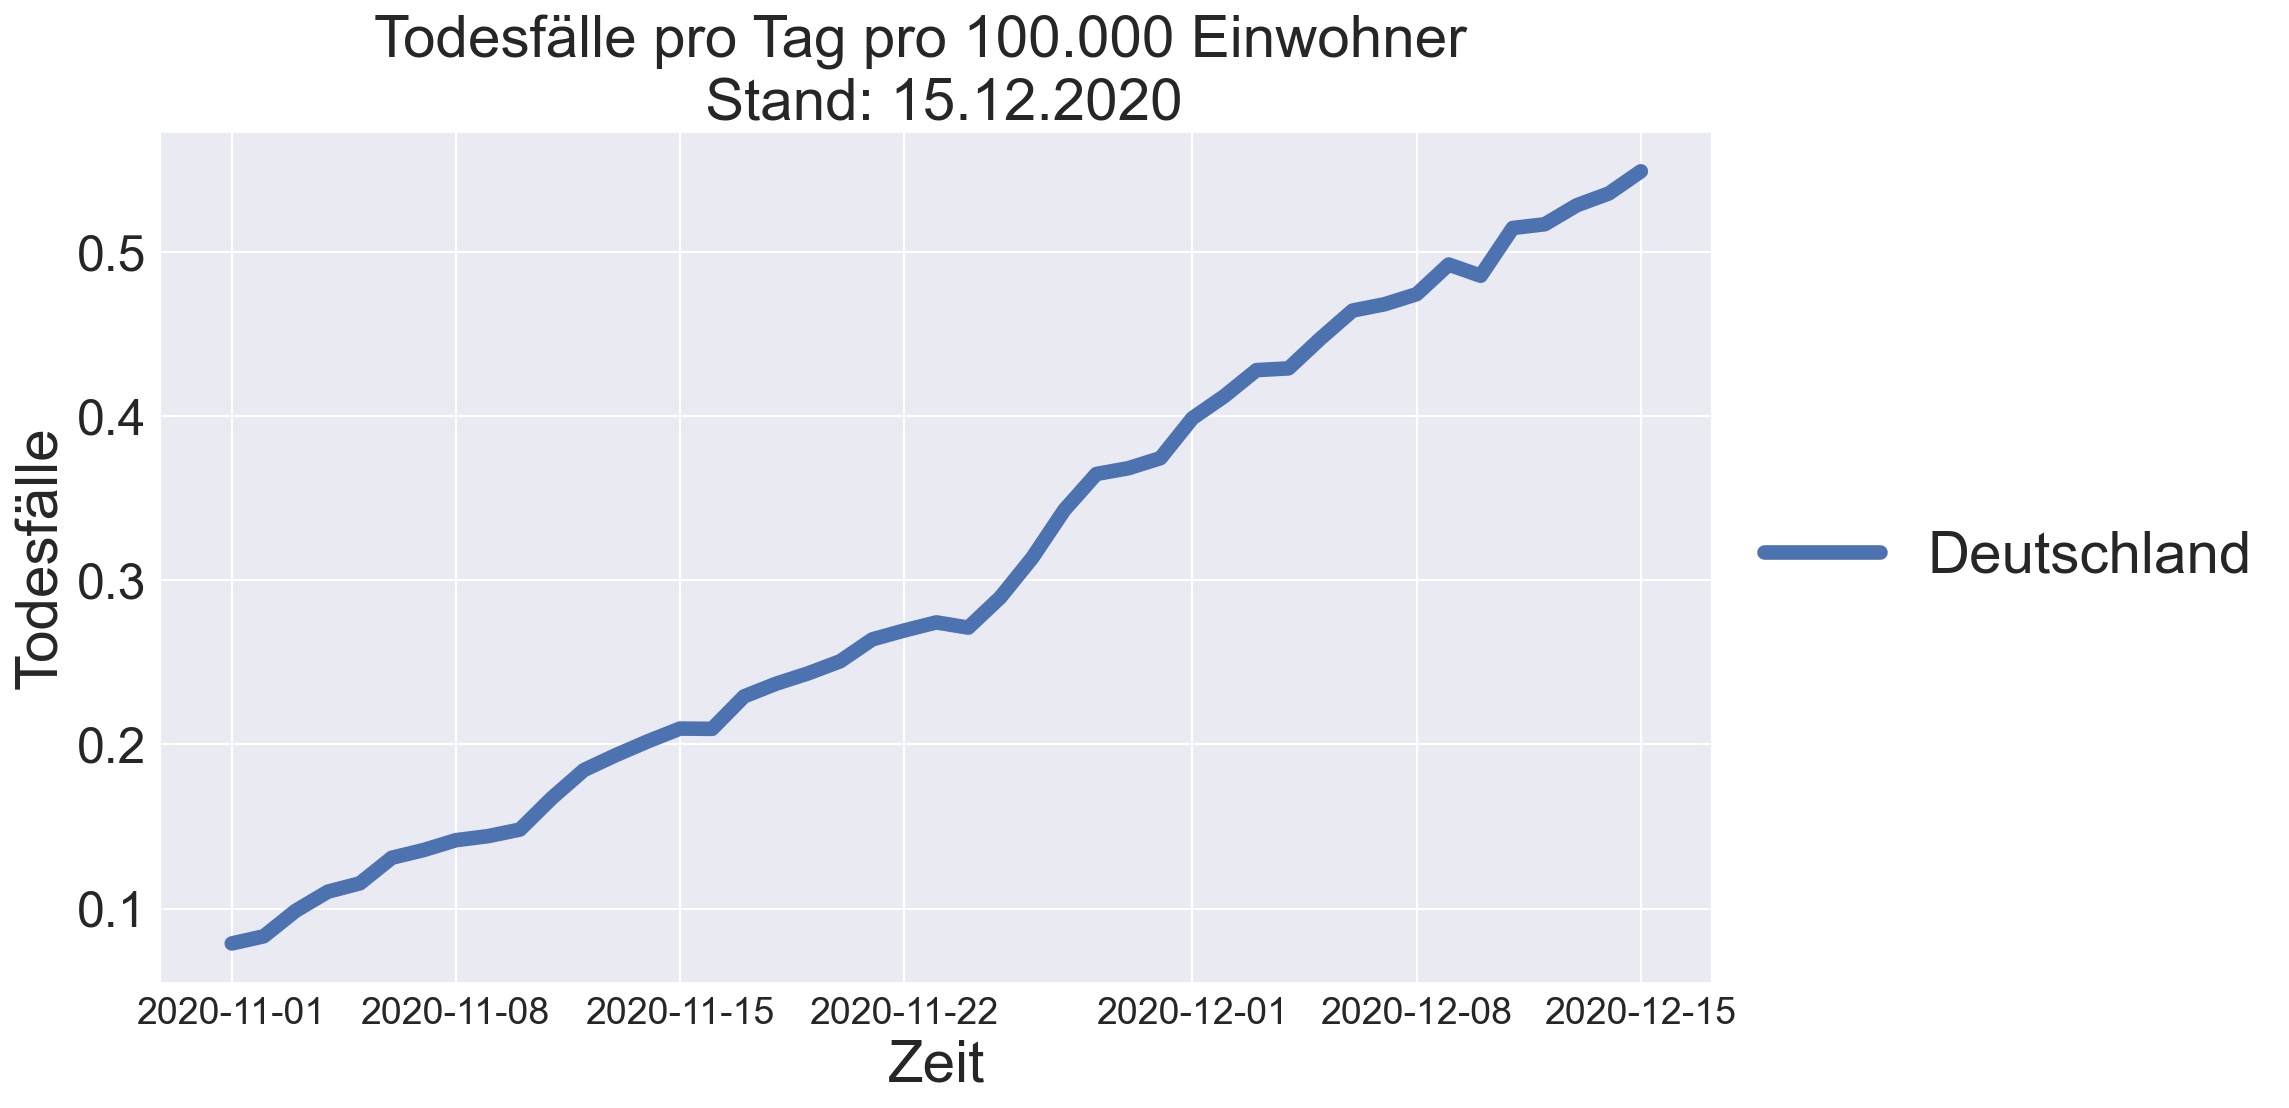 Todesfälle pro Tag pro 100.000 Einwohner
Stand: 15.12.2020
Todesfälle
0.5
0.4
0.3
0.2
0.1
2020-11-01
2020-11-08
2020-11-15
2020-11-22
2020-12-01
2020-12-08
2020-12-15
Zeit
Deutschland